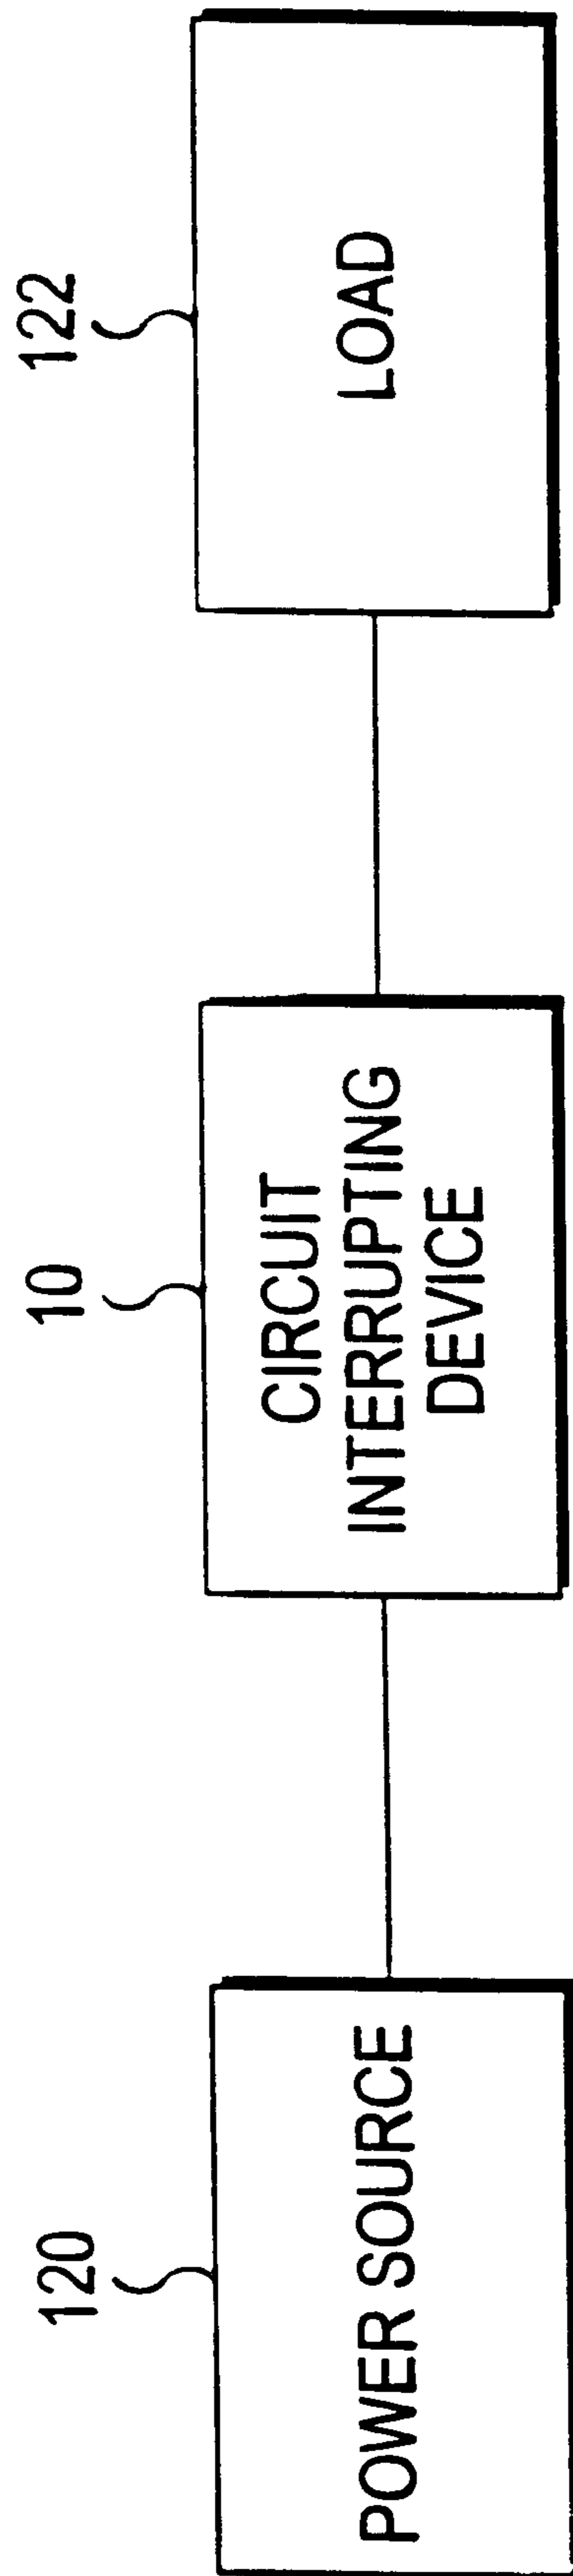 120
10
122
POWER SOURCE
CIRCUIT
INTERRUPTING
DEVICE
LOAD